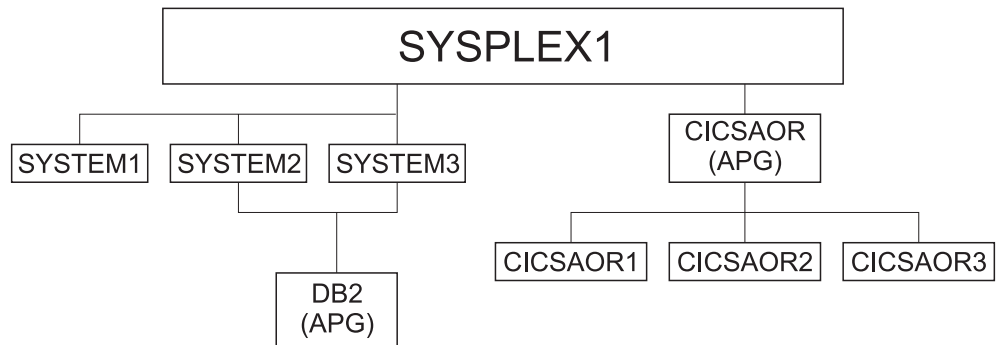 SYSPLEX1
SYSTEM1
SYSTEM2
SYSTEM3
CICSAOR
(APG)
CICSAOR1
CICSAOR2
CICSAOR3
DB2
(APG)